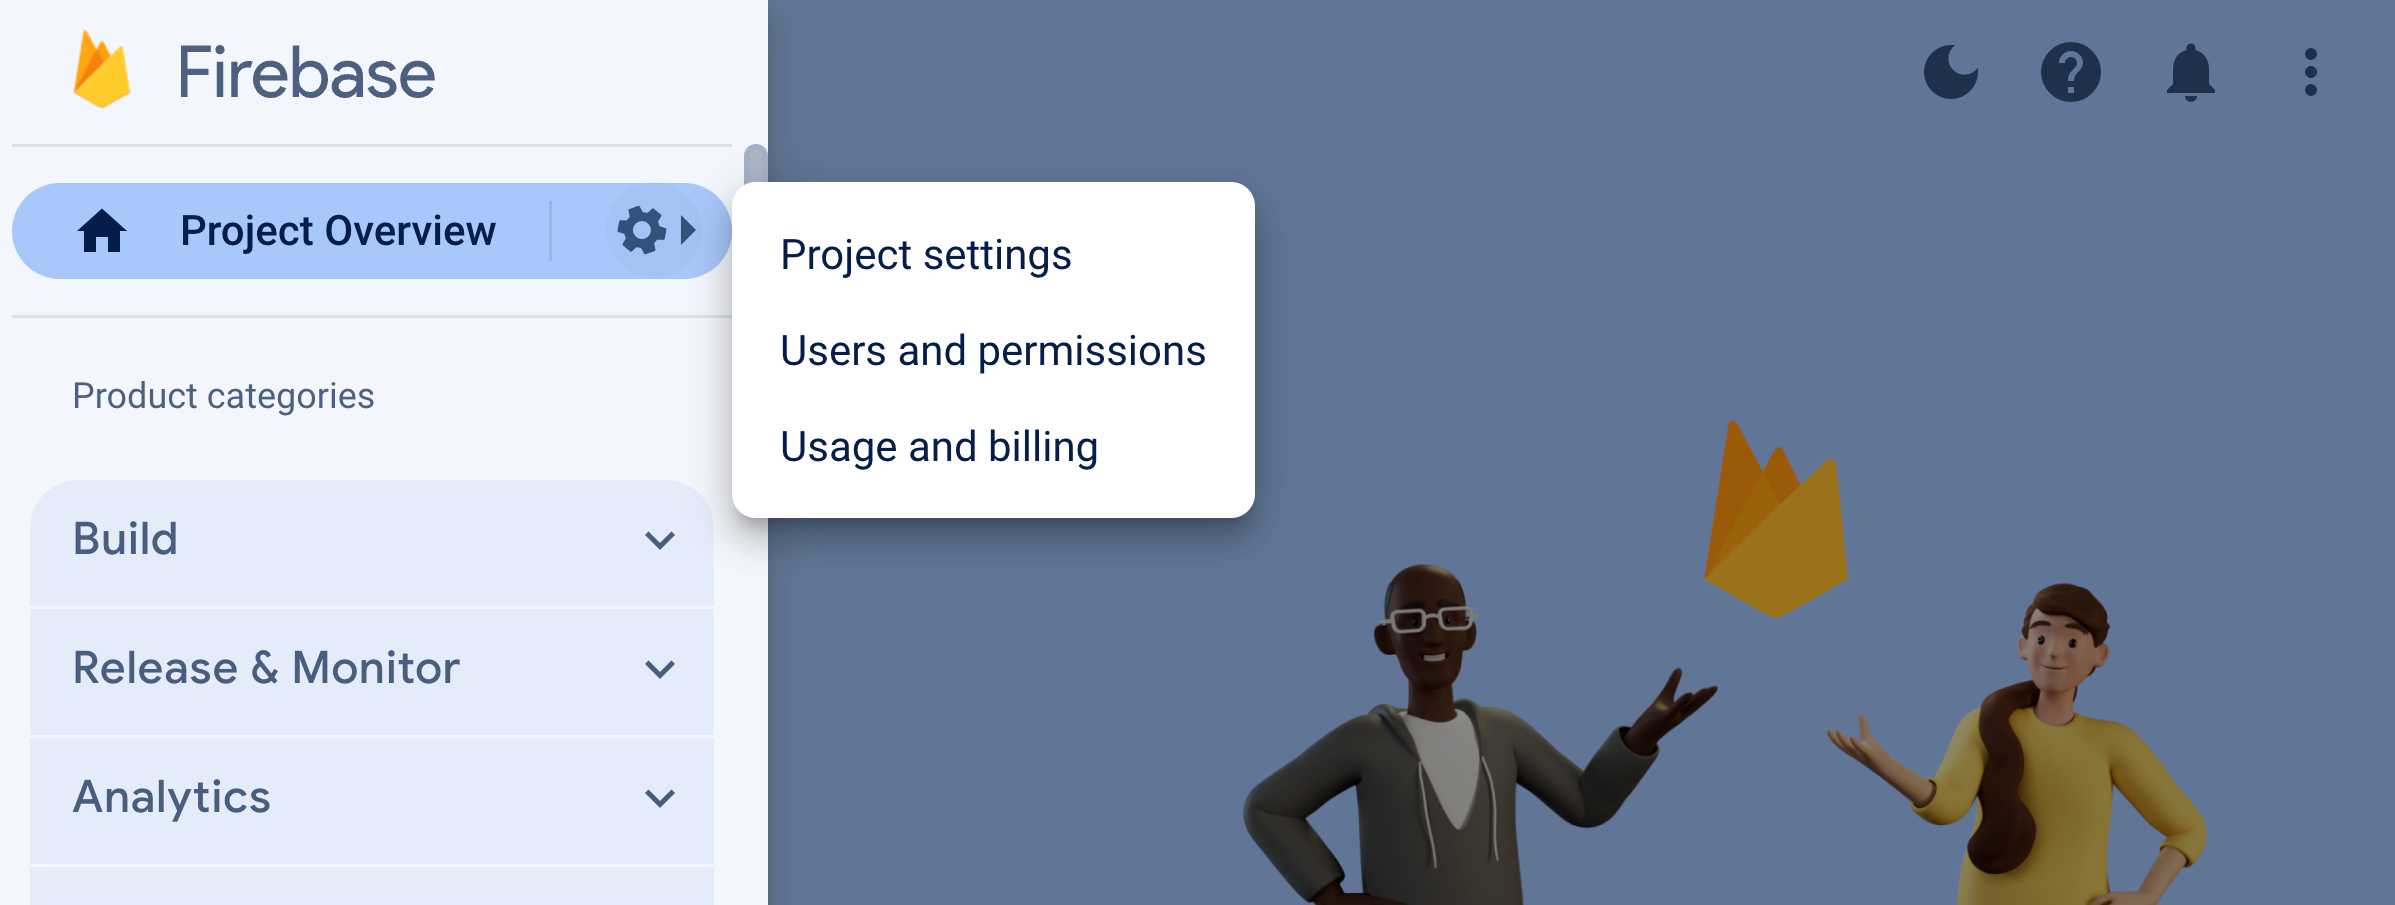 Firebase
Project Overview
Project settings
Users and permissions
Usage and billing
Product categories
Build
Release & Monitor
Analytics